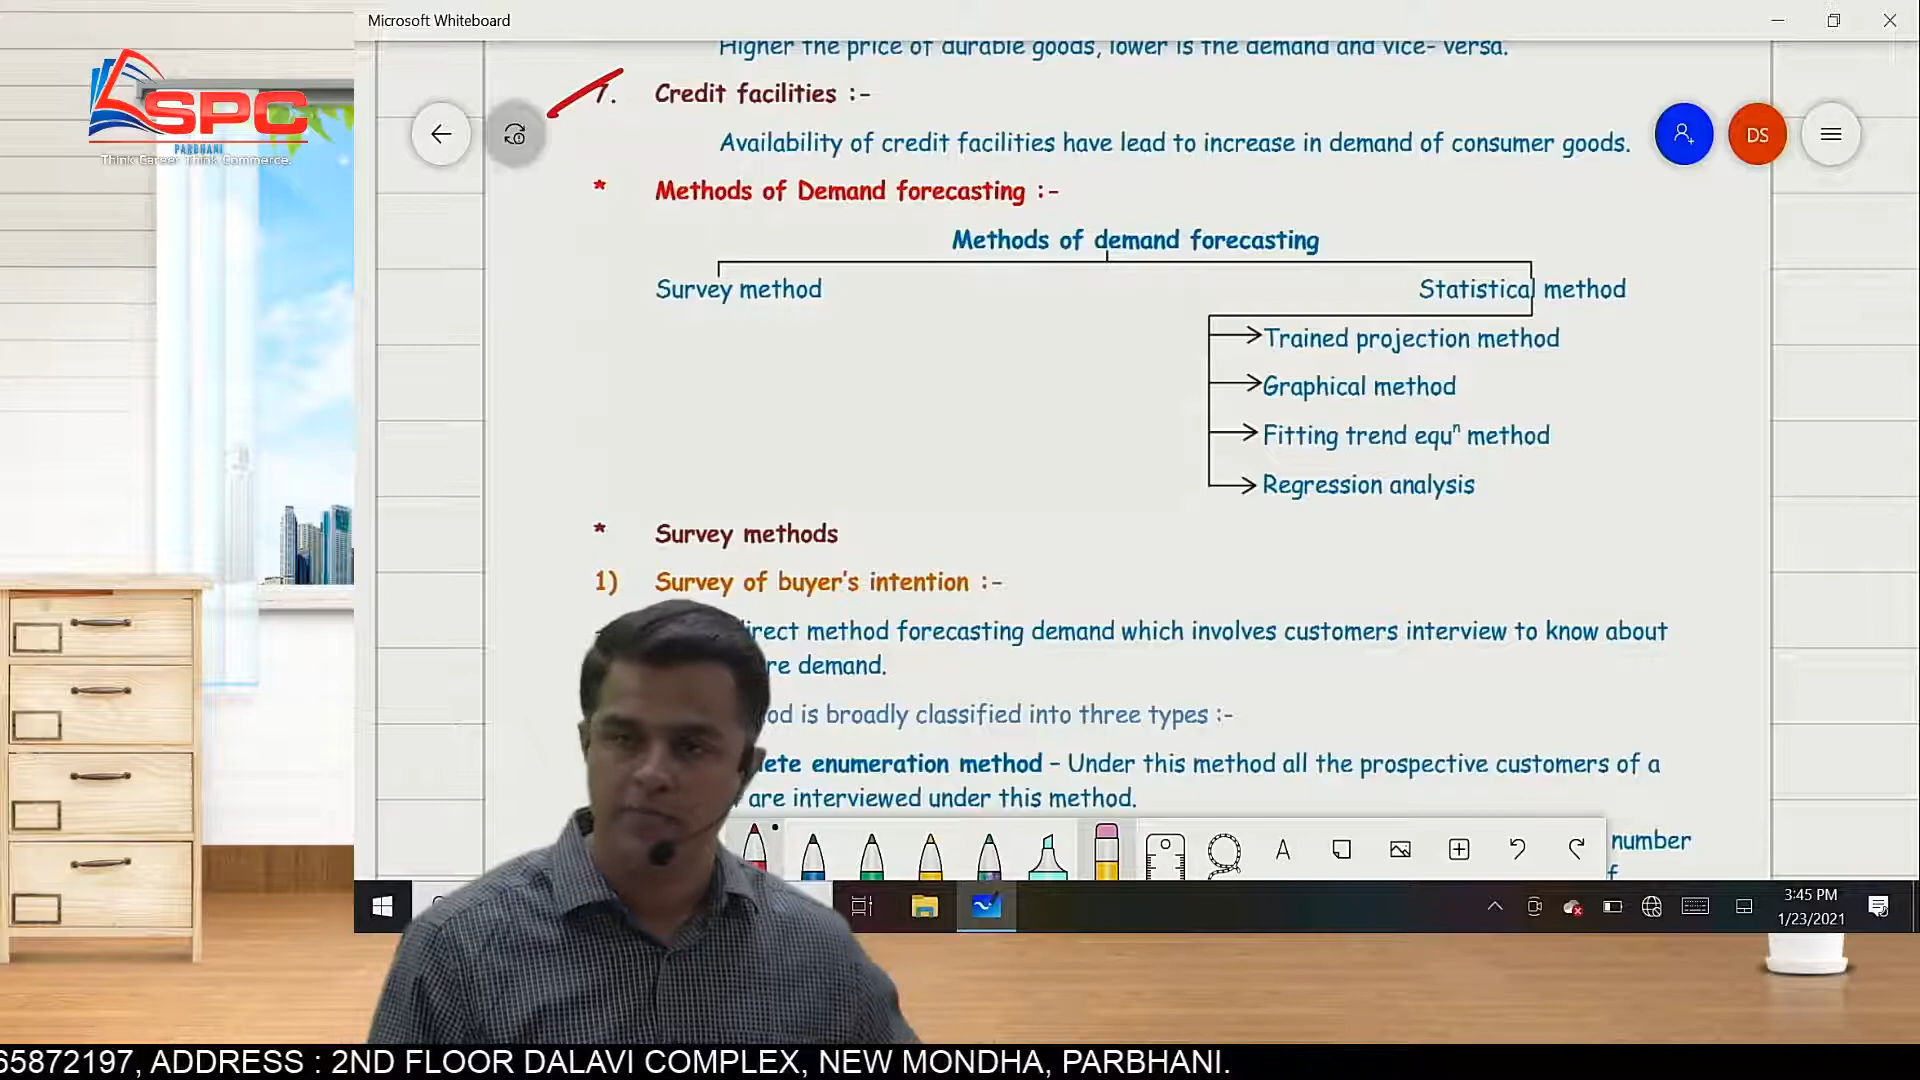 Microsoft Whiteboard
Higher the price of durable goods, lower is the demand and vice- versa.
7. Credit facilities :-
Availability of credit facilities have lead to increase in demand of consumer goods.
DS
SPC
PARBHANI
Think Career Think Commerce.
* Methods of Demand forecasting :-
Methods of demand forecasting
Survey method Statistical method
Trained projection method
Graphical method
Fitting trend equⁿ method
Regression analysis
* Survey methods
1) Survey of buyer's intention :-
direct method forecasting demand which involves customers interview to know about
demand.
is broadly classified into three types :-
enumeration method - Under this method all the prospective customers of a
are interviewed under this method.
number
3:45 PM
1/23/2021
65872197, ADDRESS : 2ND FLOOR DALAVI COMPLEX, NEW MONDHA, PARBHANI.